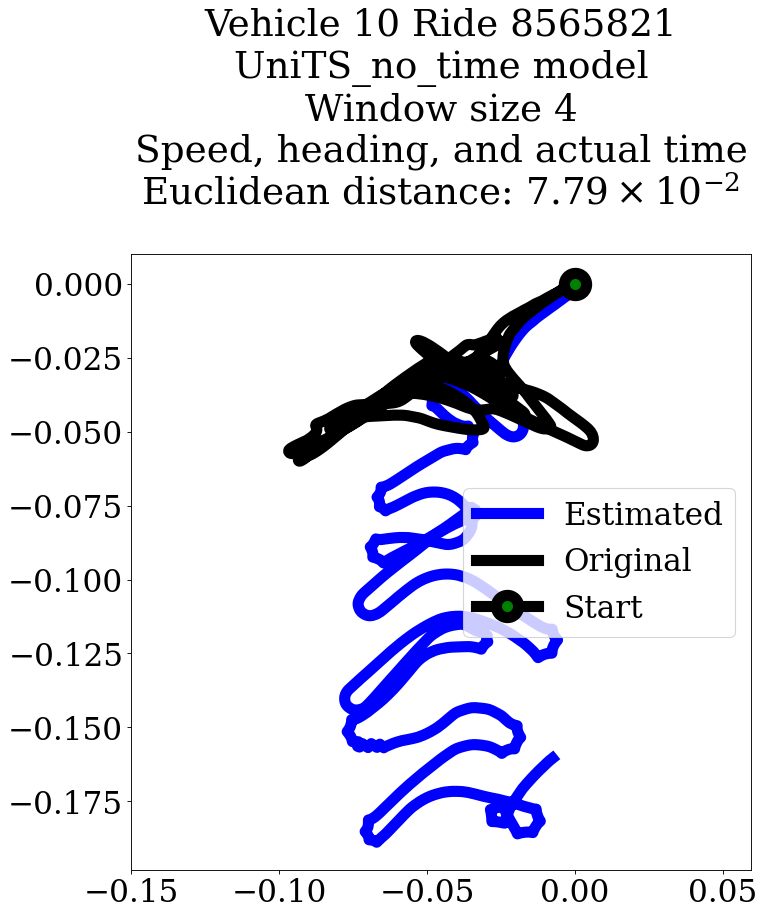 Vehicle 10 Ride 8565821
UniTS_no_time model
Window size 4
Speed, heading, and actual time
Euclidean distance: 7.79 × 10⁻²
0.000
−0.025
−0.050
−0.075
−0.100
−0.125
−0.150
−0.175
Estimated
Original
Start
−0.15
−0.10
−0.05
0.00
0.05